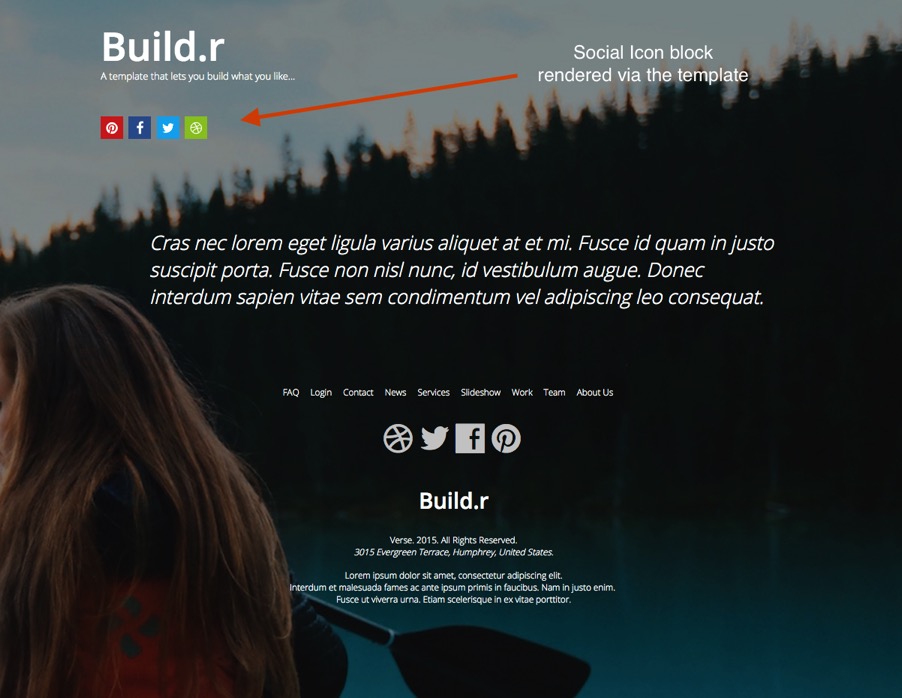 Build.r
A template that lets you build what you like...
Social Icon block
rendered via the template
Cras nec lorem eget ligula varius aliquet at et mi. Fusce id quam in justo
suscipit porta. Fusce non nisl nunc, id vestibulum augue. Donec
interdum sapien vitae sem condimentum vel adipiscing leo consequat.
FAQ Login Contact News Services Slideshow Work Team About Us
Build.r
Verse. 2015. All Rights Reserved.
3015 Evergreen Terrace, Humphrey, United States.
Lorem ipsum dolor sit amet, consectetur adipiscing elit.
Interdum et malesuada fames ac ante ipsum primis in faucibus. Nam in justo enim.
Fusce ut viverra urna. Etiam scelerisque in ex vitae porttitor.